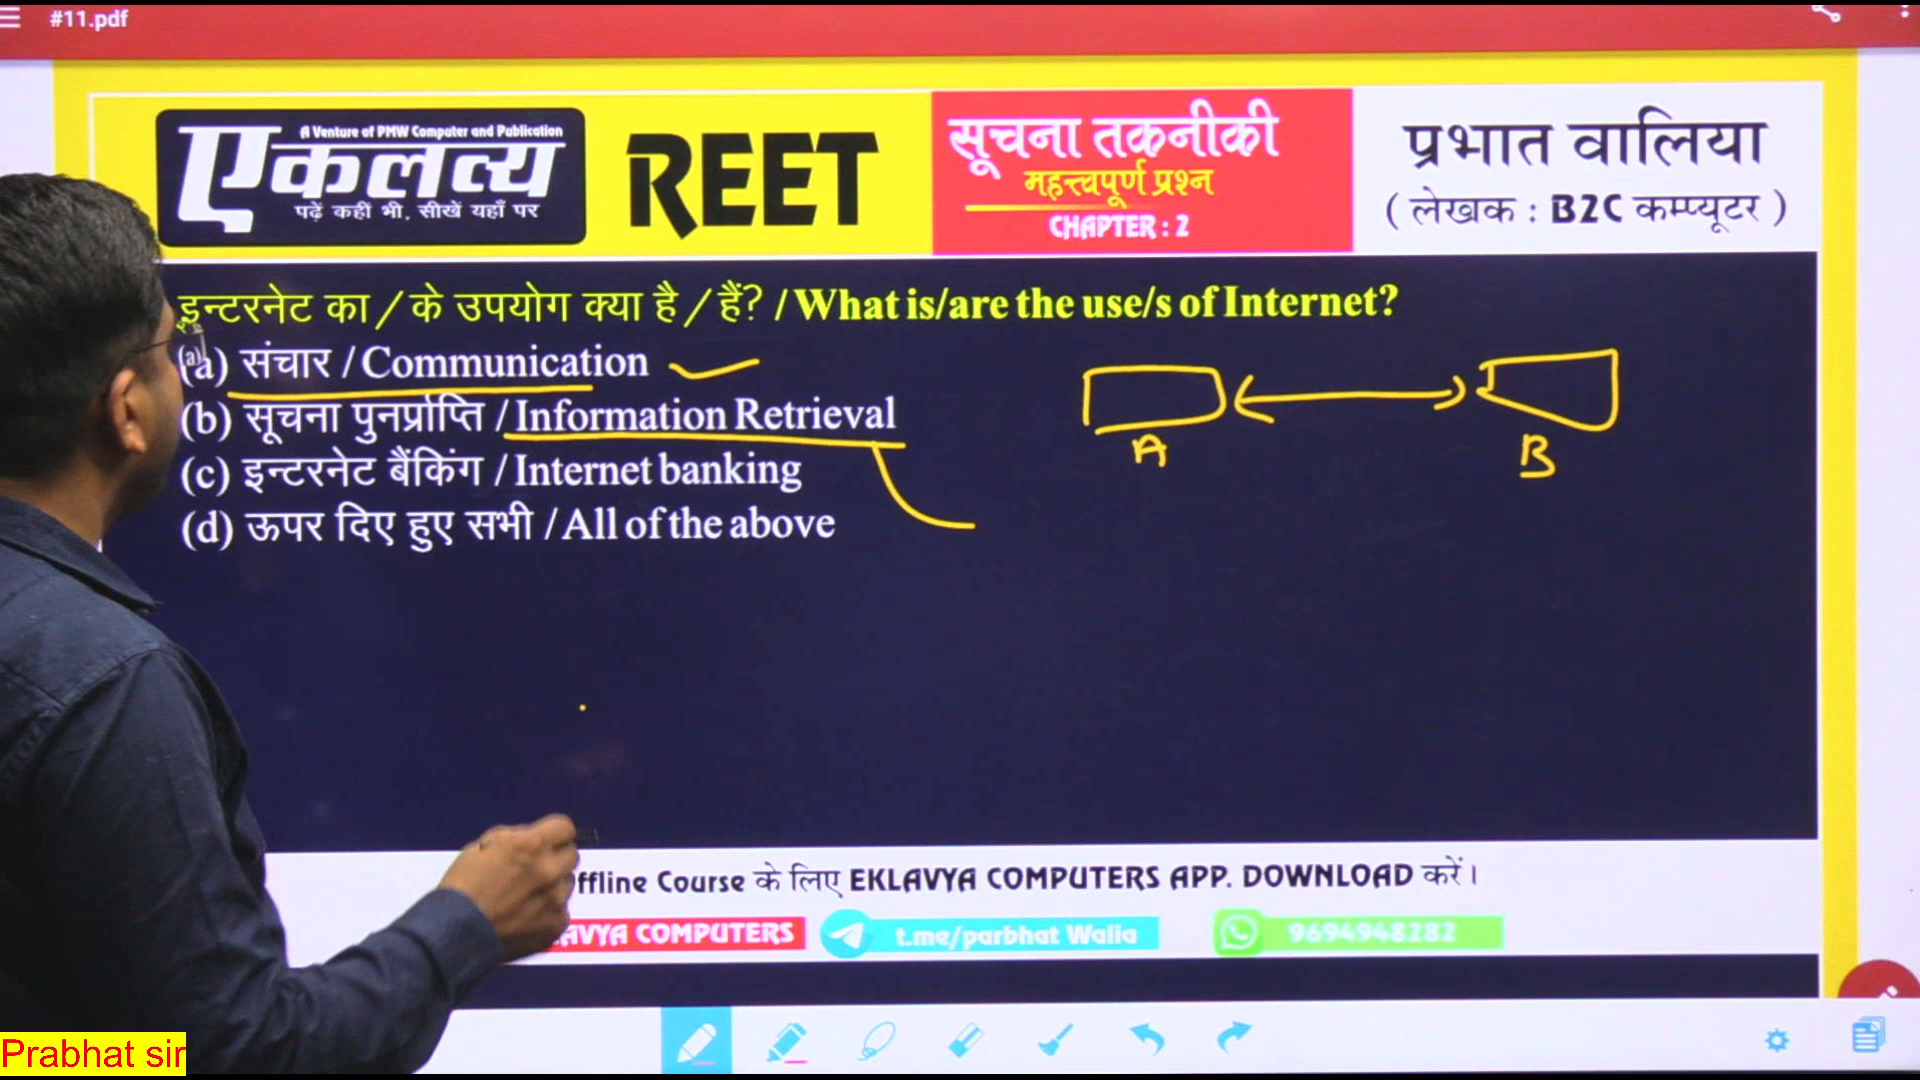 #11.pdf
A Venture of PMW Computer and Publication
एकलव्य
पढ़ें कहीं भी, सीखें यहाँ पर
REET
सूचना तकनीकी
महत्त्वपूर्ण प्रश्न
CHAPTER : 2
प्रभात वालिया
( लेखक : B2C कम्प्यूटर )
इन्टरनेट का / के उपयोग क्या है / हैं? / What is/are the use/s of Internet?
(a) संचार / Communication
(b) सूचना पुनर्प्राप्ति / Information Retrieval
(c) इन्टरनेट बैंकिंग / Internet banking
(d) ऊपर दिए हुए सभी / All of the above
A
B
ffline Course के लिए EKLAVYA COMPUTERS APP. DOWNLOAD करें।
AVYA COMPUTERS
t.me/parbhat Walia
9694948282
Prabhat sir